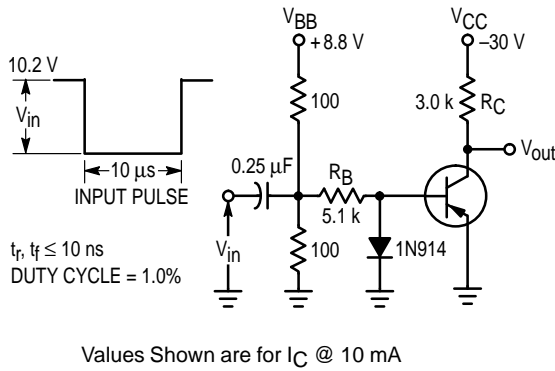 V_BB
+8.8 V
V_CC
−30 V
10.2 V
V_in
10 μs
INPUT PULSE
t_r, t_f ≤ 10 ns
DUTY CYCLE = 1.0%
0.25 μF
V_in
100
100
R_B
5.1 k
1N914
3.0 k
R_C
V_out
Values Shown are for I_C @ 10 mA